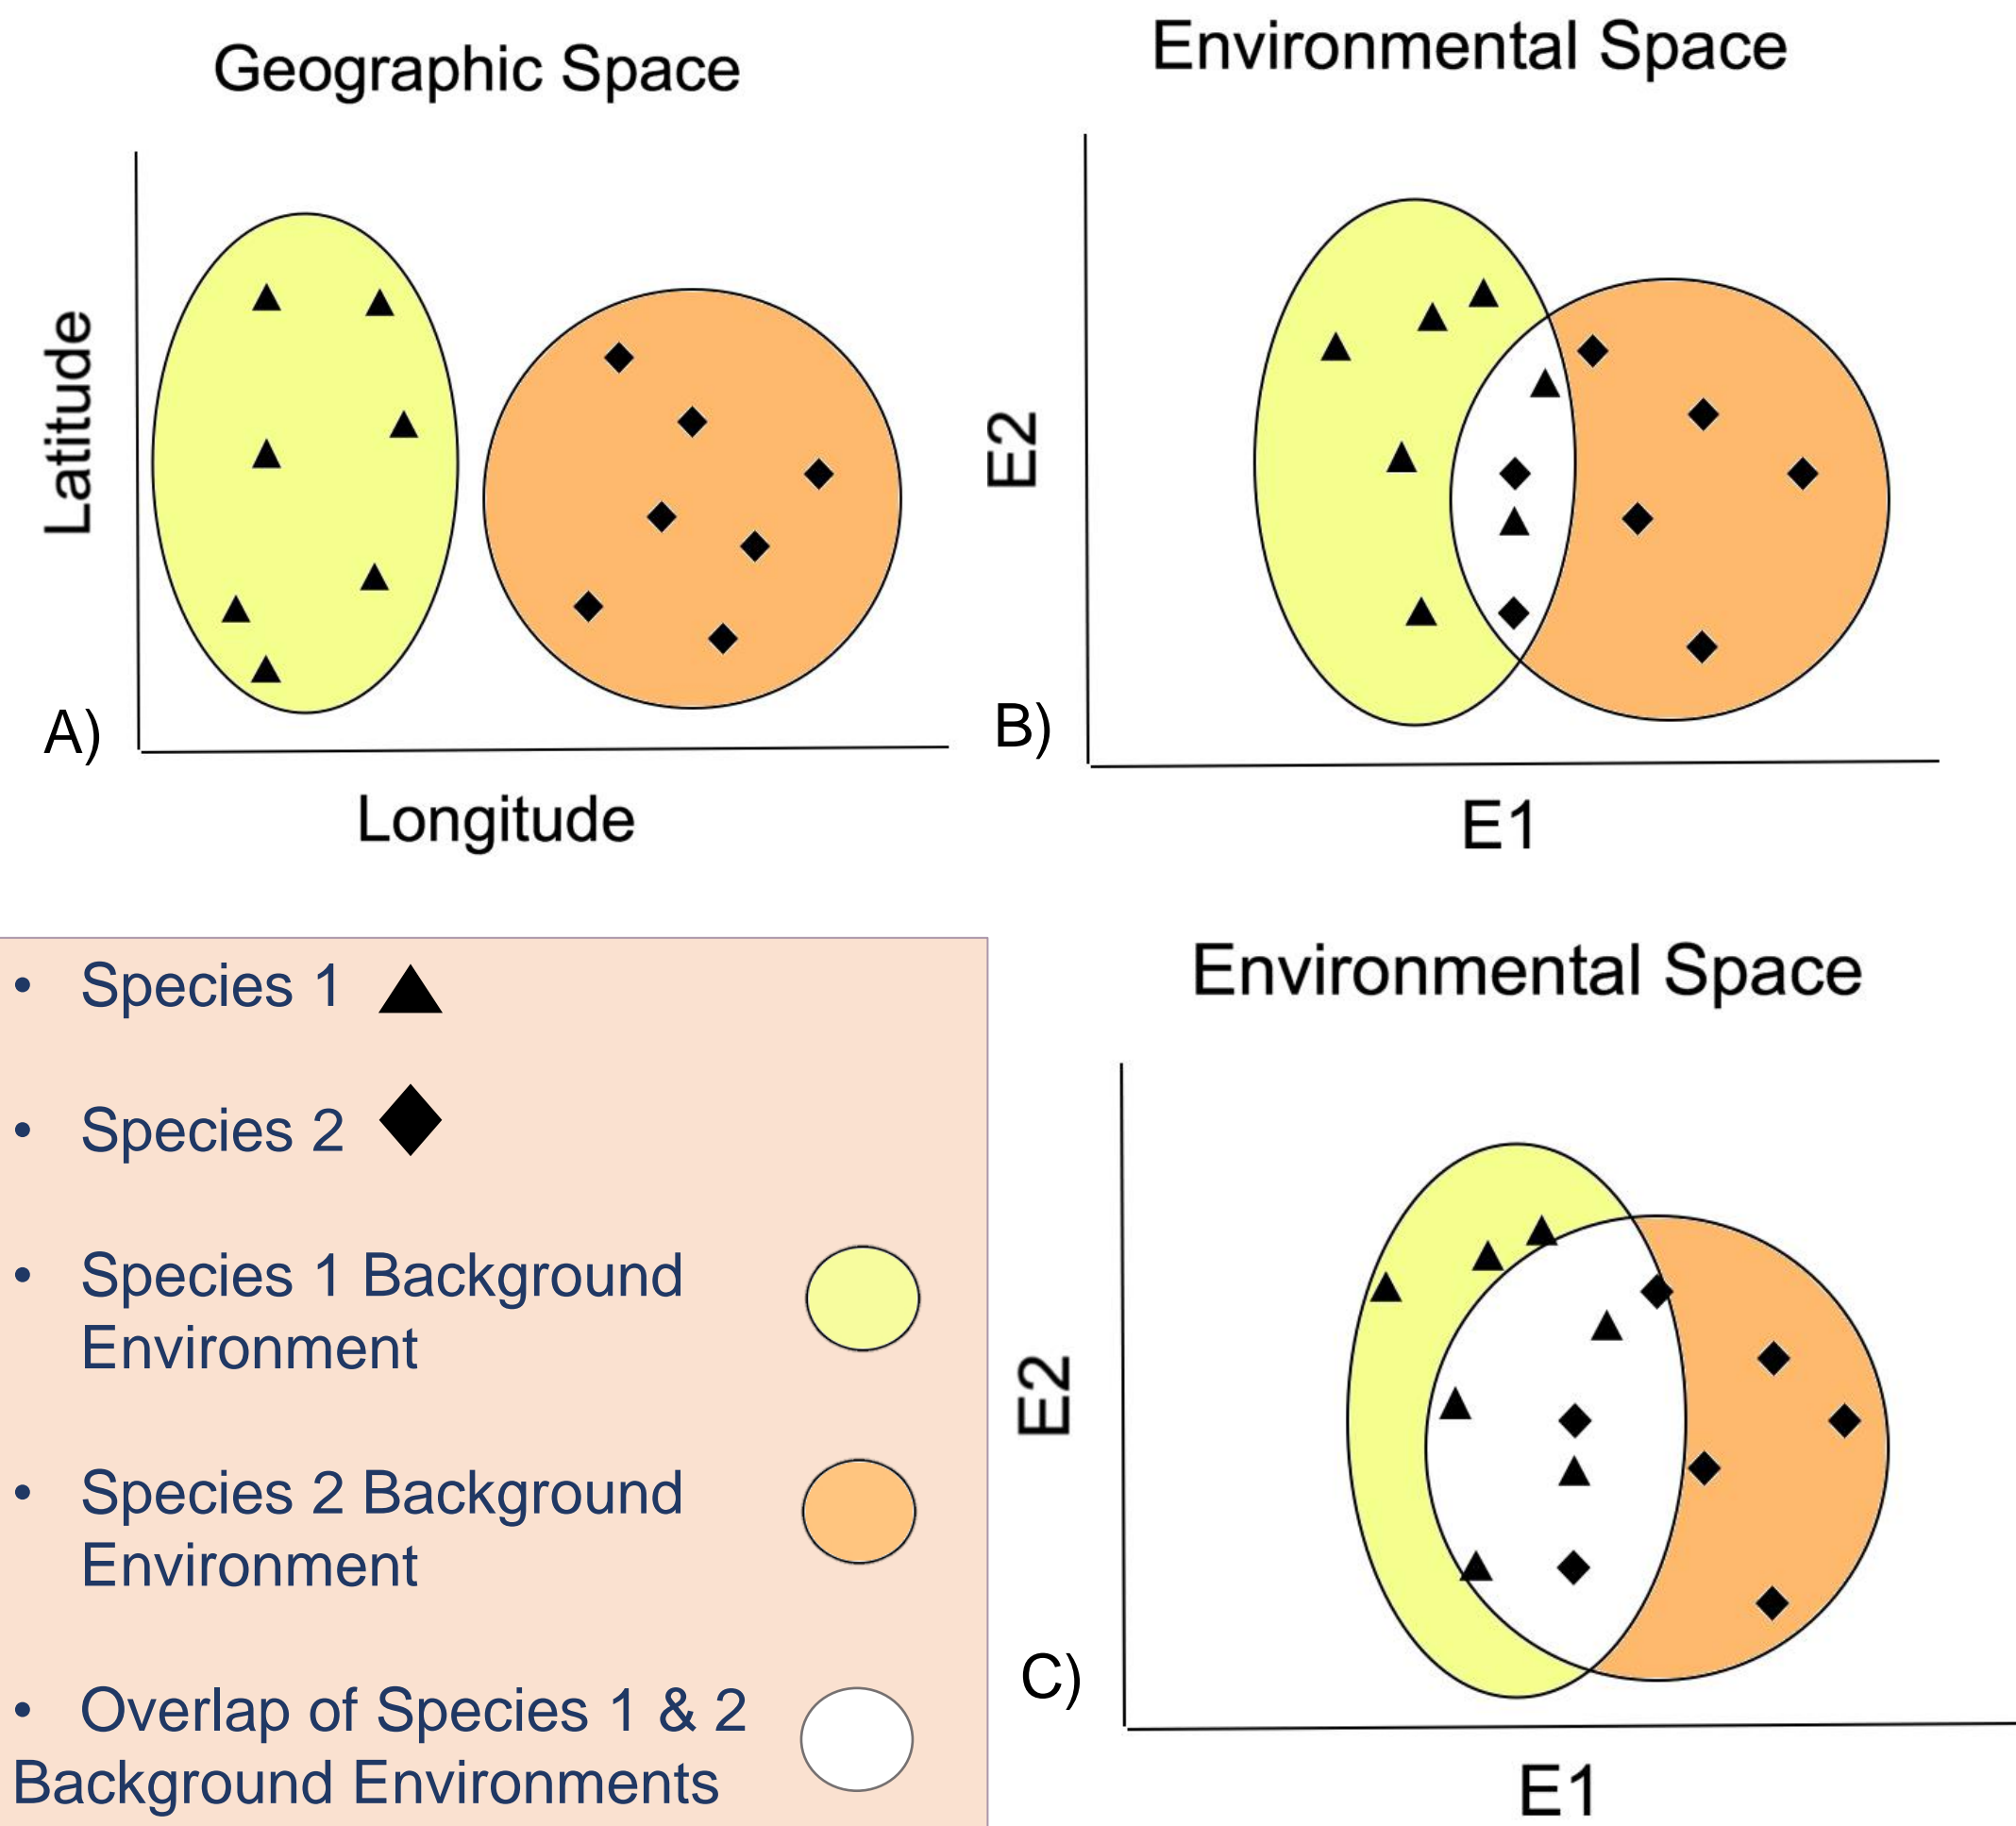 Geographic Space
Latitude
A)
Longitude
Environmental Space
E2
B)
E1
• Species 1
• Species 2
• Species 1 Background
Environment
• Species 2 Background
Environment
• Overlap of Species 1 & 2
Background Environments
Environmental Space
E2
C)
E1